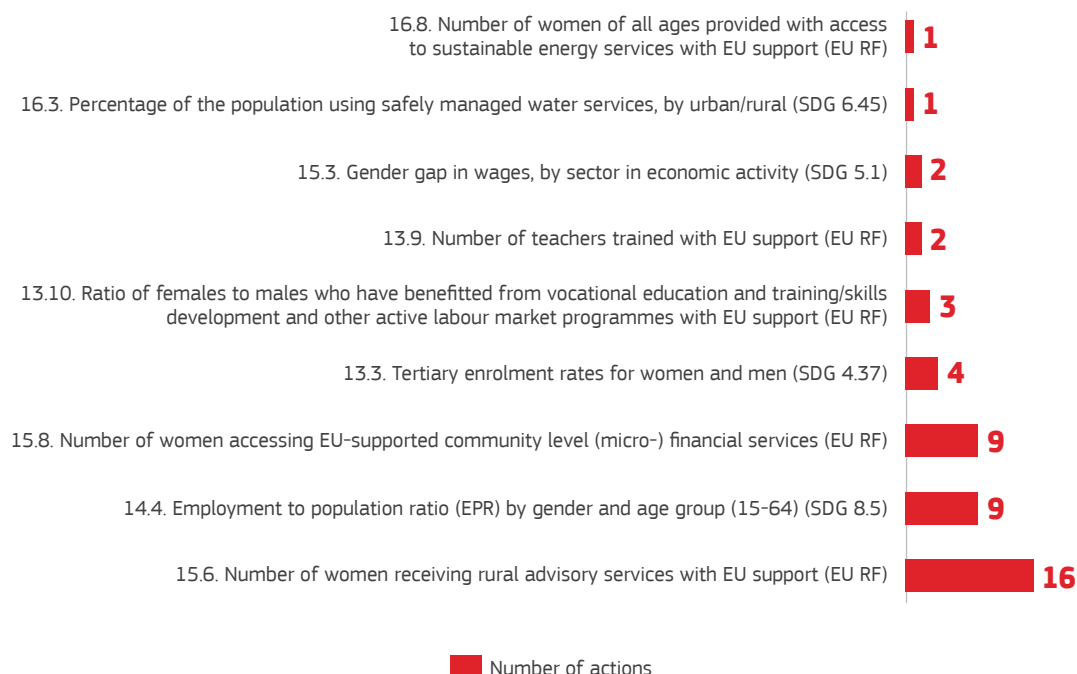 16.8. Number of women of all ages provided with access
to sustainable energy services with EU support (EU RF)
1
16.3. Percentage of the population using safely managed water services, by urban/rural (SDG 6.45)
1
15.3. Gender gap in wages, by sector in economic activity (SDG 5.1)
2
13.9. Number of teachers trained with EU support (EU RF)
2
13.10. Ratio of females to males who have benefitted from vocational education and training/skills
development and other active labour market programmes with EU support (EU RF)
3
13.3. Tertiary enrolment rates for women and men (SDG 4.37)
4
15.8. Number of women accessing EU-supported community level (micro-) financial services (EU RF)
9
14.4. Employment to population ratio (EPR) by gender and age group (15-64) (SDG 8.5)
9
15.6. Number of women receiving rural advisory services with EU support (EU RF)
16
Number of actions